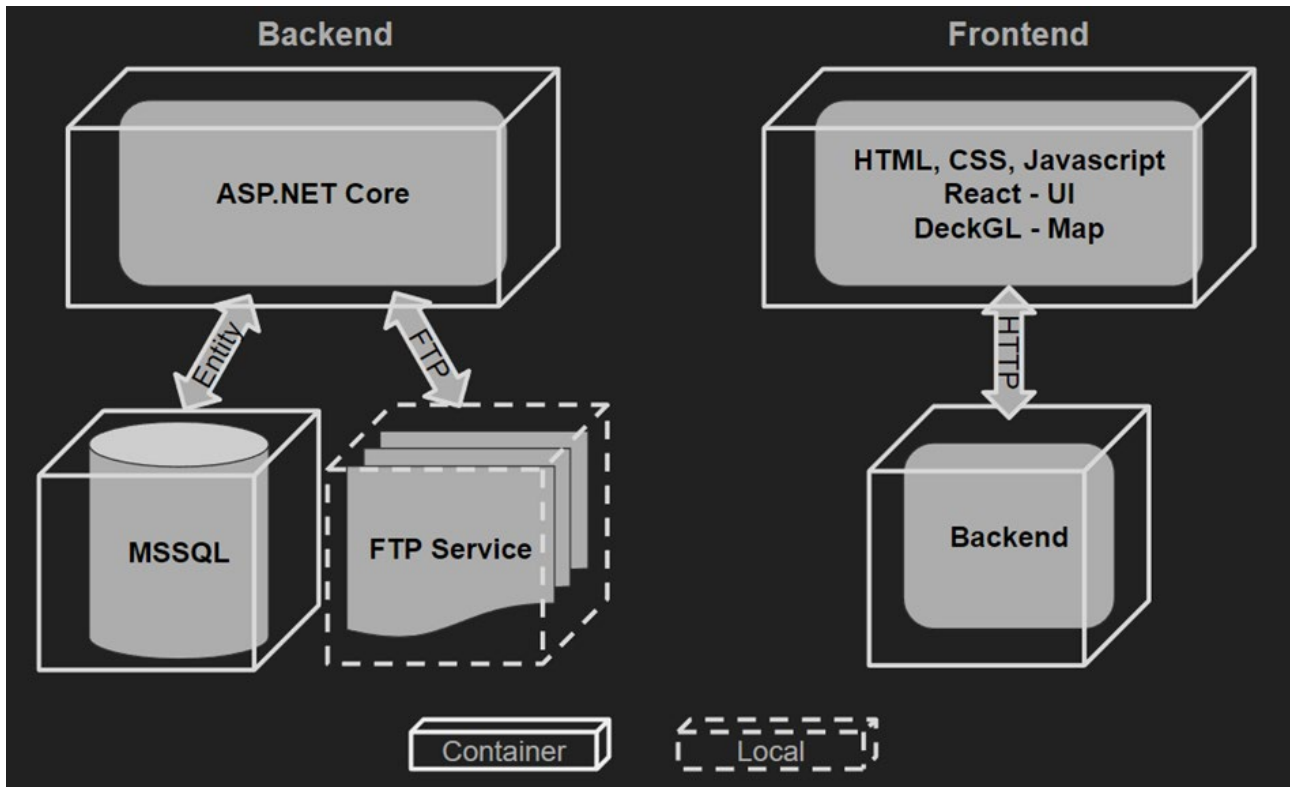 Backend
ASP.NET Core
Entity
FTP
MSSQL
FTP Service
Frontend
HTML, CSS, Javascript
React - UI
DeckGL - Map
HTTP
Backend
Container
Local